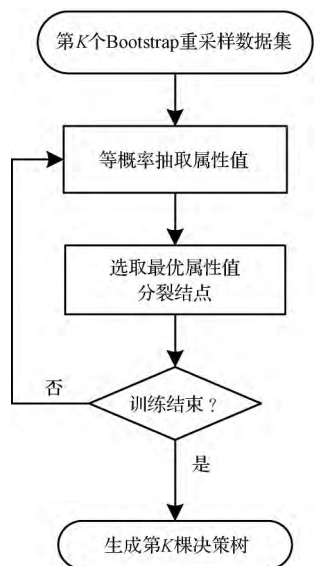 第K个Bootstrap重采样数据集
等概率抽取属性值
选取最优属性值
分裂结点
训练结束？
否
是
生成第K棵决策树